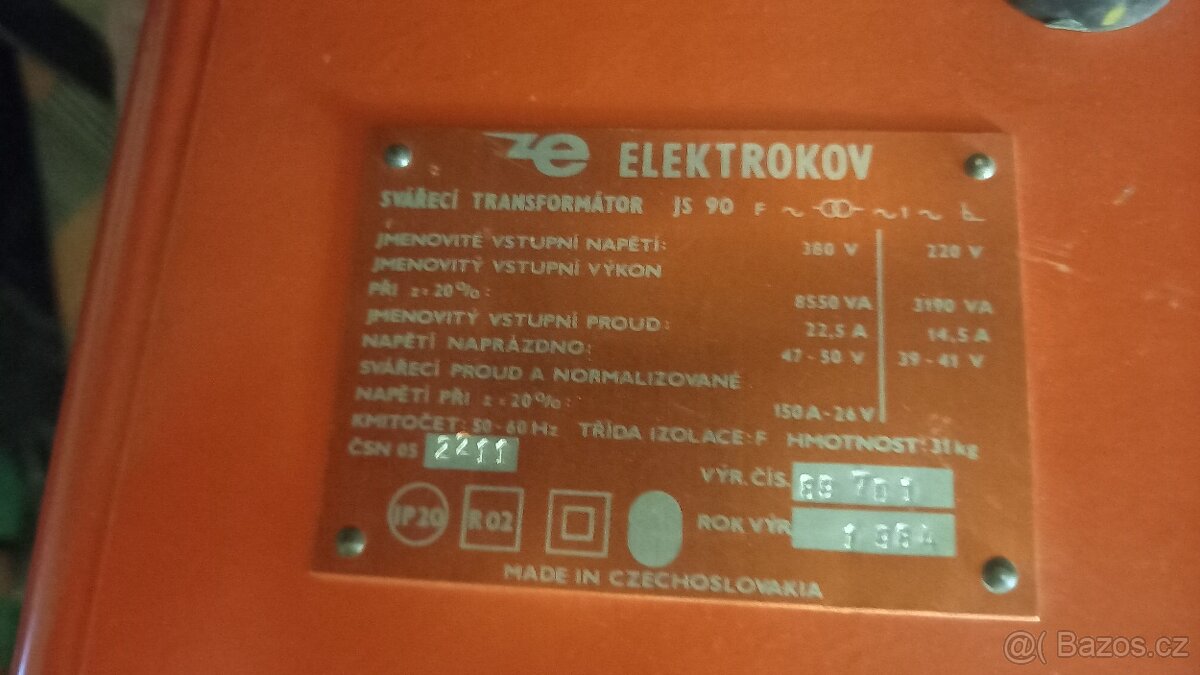 ze ELEKTROKOV
SVÁŘECÍ TRANSFORMÁTOR JS 90 F
JMENOVITÉ VSTUPNÍ NAPĚTÍ: 380 V 220 V
JMENOVITÝ VSTUPNÍ VÝKON
PŘI z=20%: 8550 VA 3190 VA
JMENOVITÝ VSTUPNÍ PROUD: 22,5 A 14,5 A
NAPĚTÍ NAPRÁZDNO: 47-50 V 39-41 V
SVÁŘECÍ PROUD A NORMALIZOVANÉ
NAPĚTÍ PŘI z=20%: 150A-26V
KMITOČET: 50-60 Hz TŘÍDA IZOLACE: F HMOTNOST: 31kg
ČSN 05 2211
VÝR. ČÍS.
ROK VÝR.
IP20 R02
MADE IN CZECHOSLOVAKIA
@( Bazos.cz